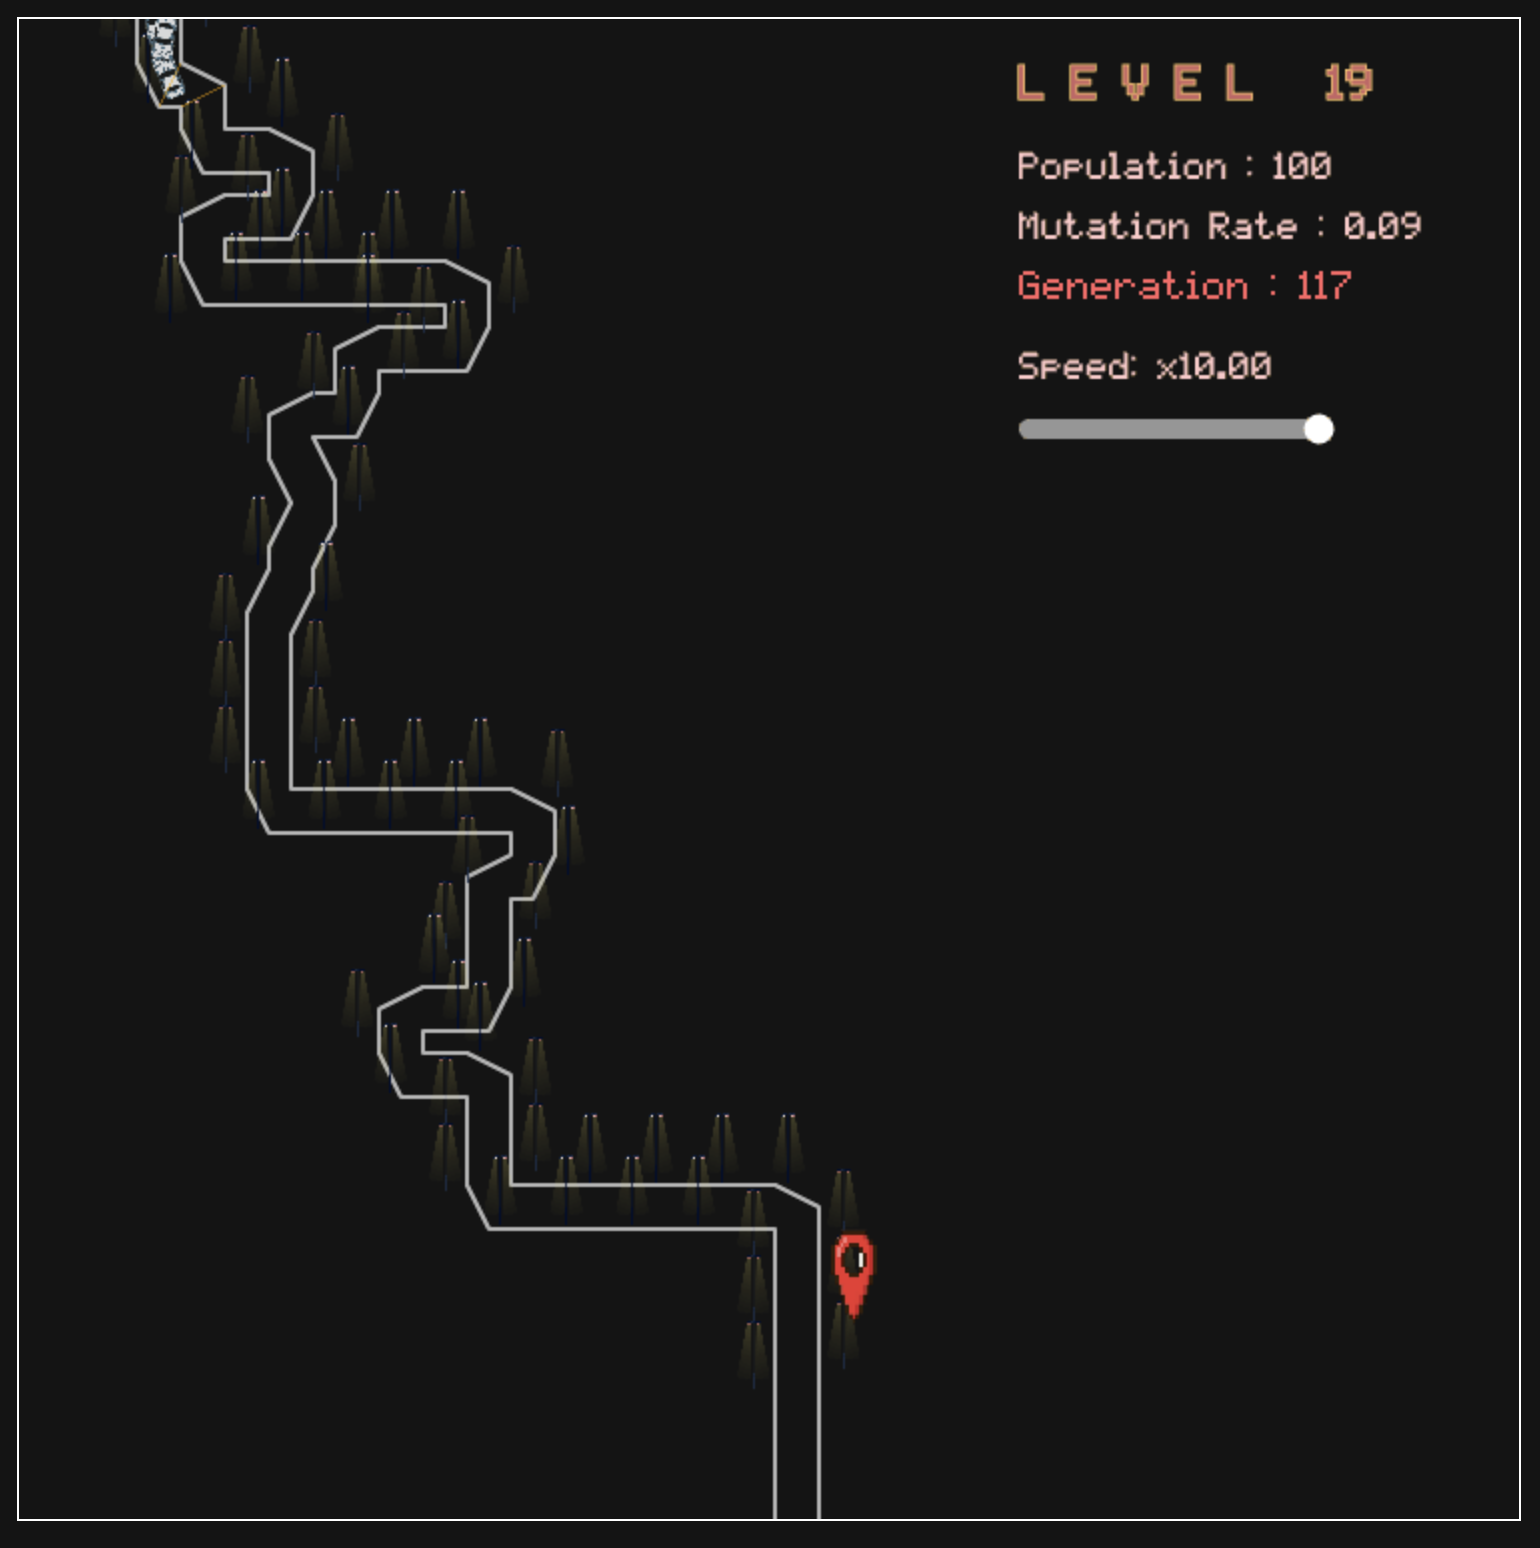 LEVEL 19
Population : 100
Mutation Rate : 0.09
Generation : 117
Speed: x10.00